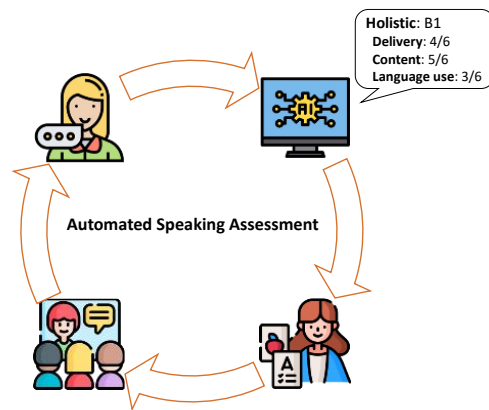 Holistic: B1
Delivery: 4/6
Content: 5/6
Language use: 3/6
AI
Automated Speaking Assessment
A